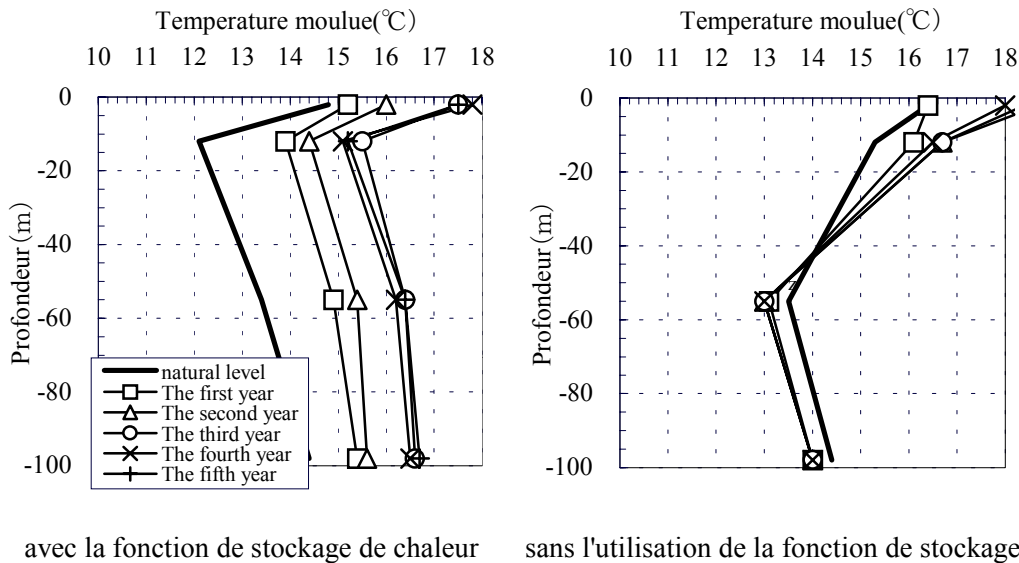 Temperature moulue(℃)
10 11 12 13 14 15 16 17 18
0
-20
-40
-60
-80
-100
Profondeur(m)
natural level
The first year
The second year
The third year
The fourth year
The fifth year
avec la fonction de stockage de chaleur
Temperature moulue(℃)
10 11 12 13 14 15 16 17 18
0
-20
-40
-60
-80
-100
Profondeur(m)
z
sans l'utilisation de la fonction de stockage